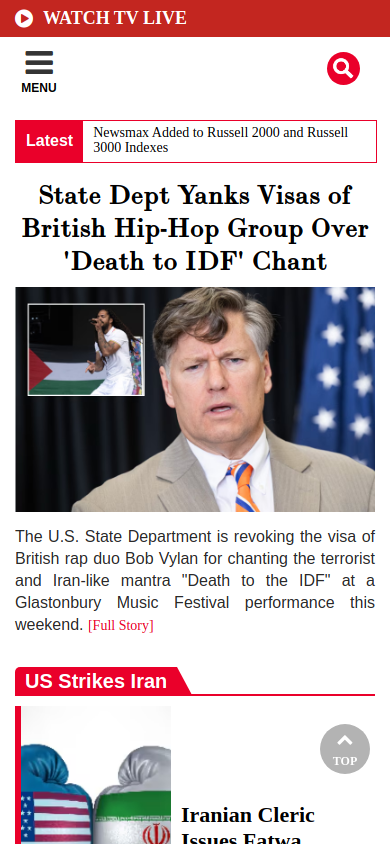 WATCH TV LIVE
MENU
Latest
Newsmax Added to Russell 2000 and Russell
3000 Indexes
State Dept Yanks Visas of
British Hip-Hop Group Over
'Death to IDF' Chant
The U.S. State Department is revoking the visa of
British rap duo Bob Vylan for chanting the terrorist
and Iran-like mantra "Death to the IDF" at a
Glastonbury Music Festival performance this
weekend. [Full Story]
US Strikes Iran
TOP
Iranian Cleric
Issues Fatwa